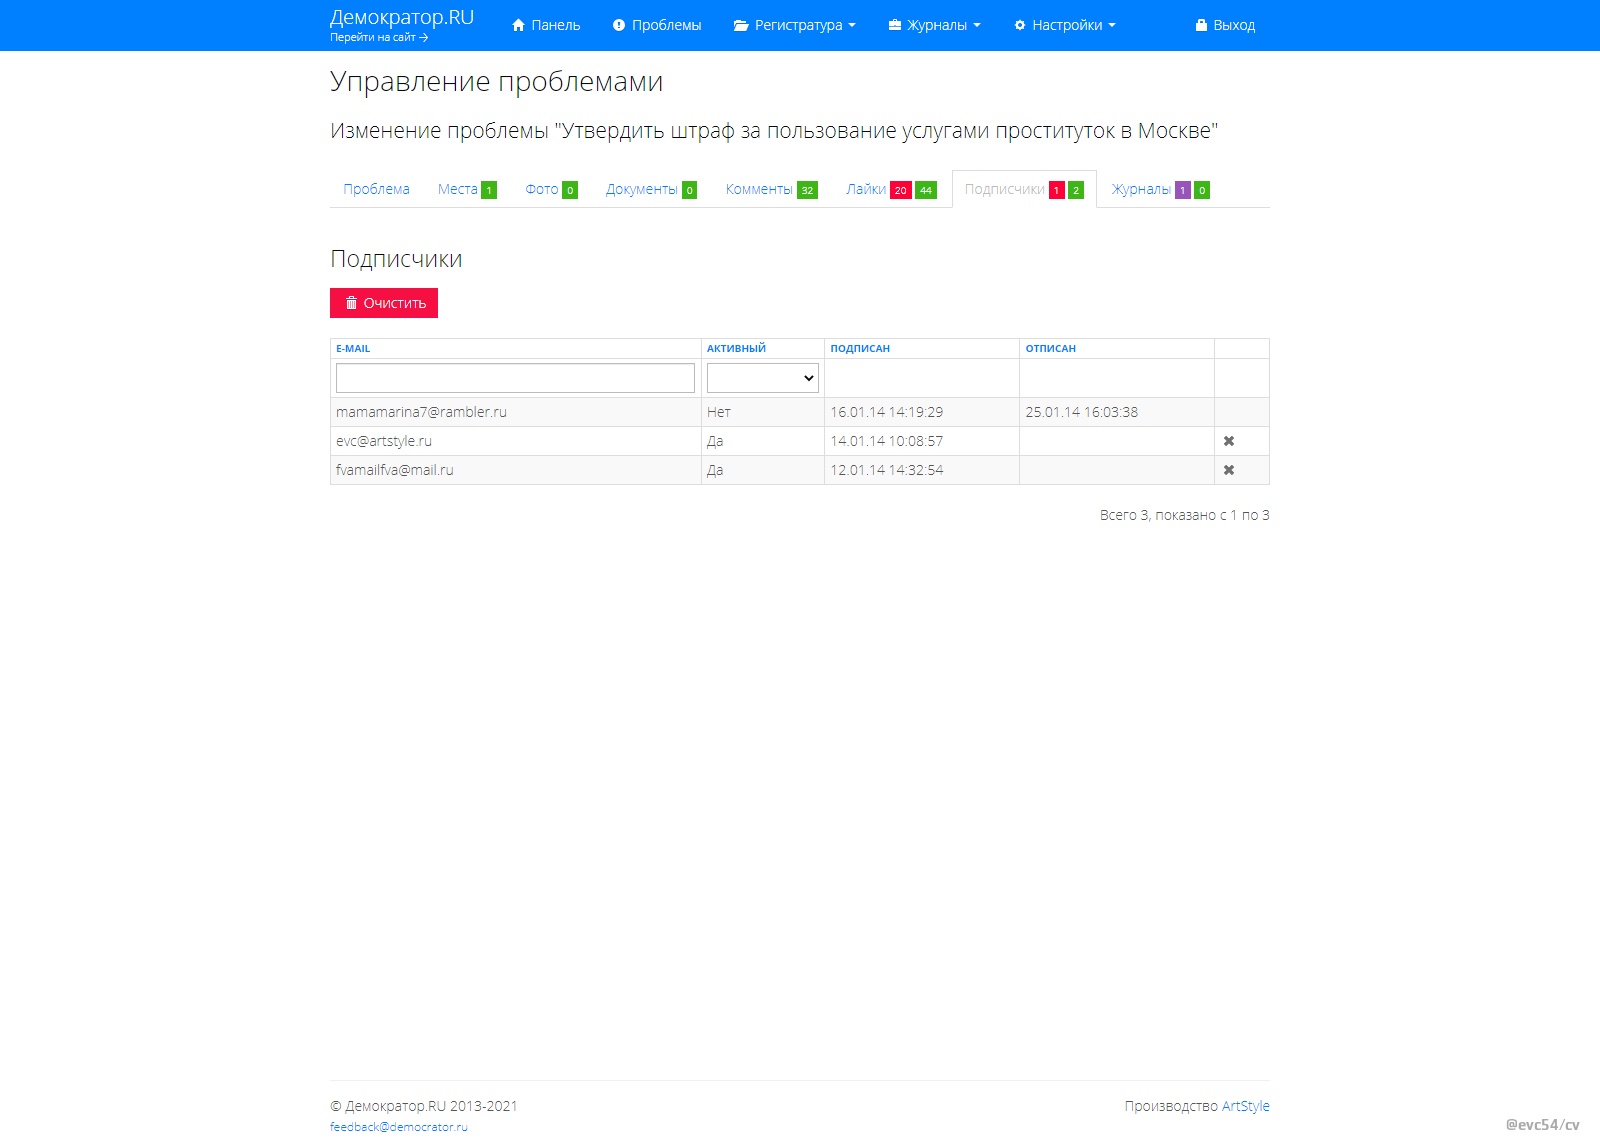 Демократор.RU
Перейти на сайт →
Панель Проблемы Регистратура Журналы Настройки Выход
Управление проблемами
Изменение проблемы "Утвердить штраф за пользование услугами проституток в Москве"
Проблема Места 1 Фото 0 Документы 0 Комменты 32 Лайки 20 44 Подписчики 1 2 Журналы 1 0
Подписчики
Очистить
E-MAIL АКТИВНЫЙ ПОДПИСАН ОТПИСАН
mamamarina7@rambler.ru Нет 16.01.14 14:19:29 25.01.14 16:03:38
evc@artstyle.ru Да 14.01.14 10:08:57
fvamailfva@mail.ru Да 12.01.14 14:32:54
Всего 3, показано с 1 по 3
© Демократор.RU 2013-2021 Производство ArtStyle
feedback@democrator.ru
@evc54/cv